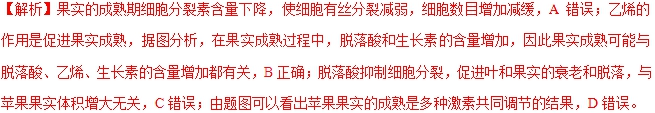 【解析】果实的成熟期细胞分裂素含量下降，使细胞有丝分裂减弱，细胞数目增加减缓，A 错误；乙烯的
作用是促进果实成熟，据图分析，在果实成熟过程中，脱落酸和生长素的含量增加，因此果实成熟可能与
脱落酸、乙烯、生长素的含量增加都有关，B正确；脱落酸抑制细胞分裂，促进叶和果实的衰老和脱落，与
苹果果实体积增大无关，C错误；由题图可以看出苹果果实的成熟是多种激素共同调节的结果，D错误。